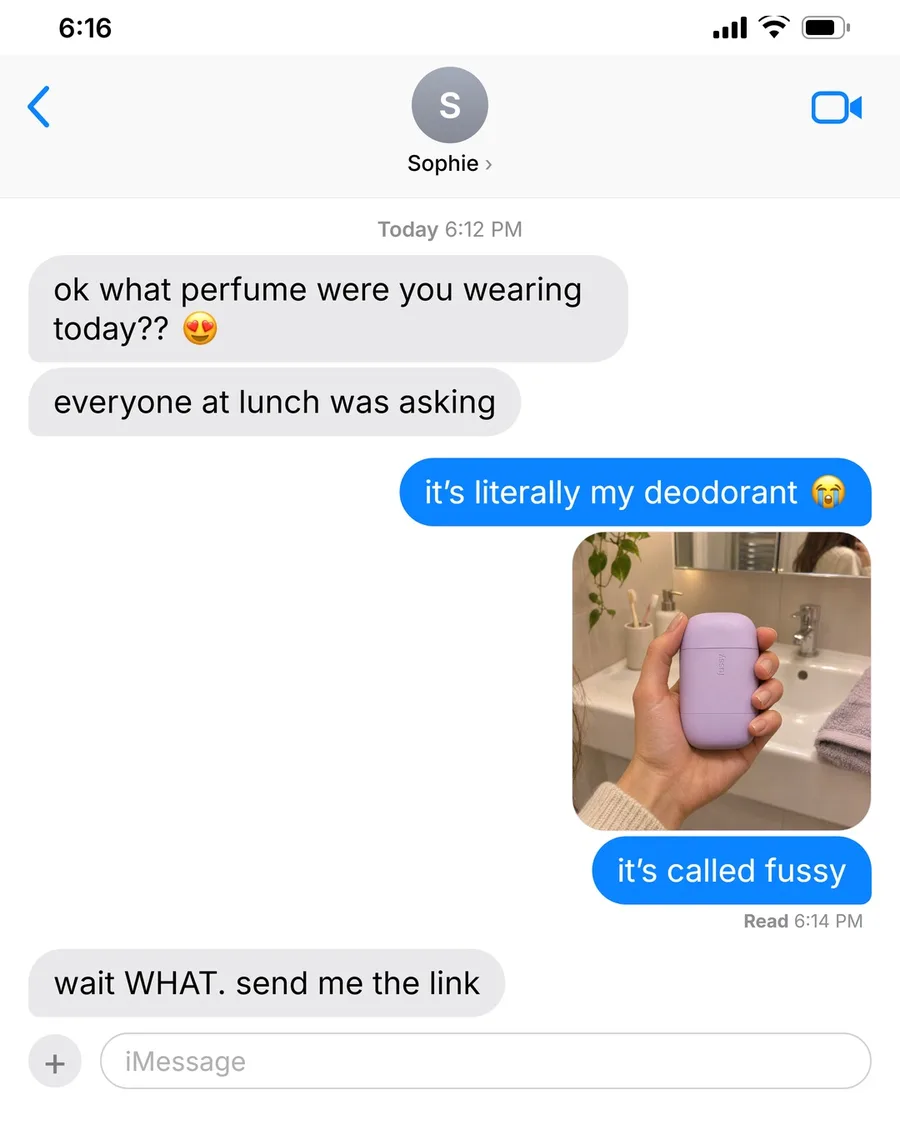 6:16
S
Sophie ›
Today 6:12 PM
ok what perfume were you wearing
today?? 😍
everyone at lunch was asking
it’s literally my deodorant 😭
fussy
it’s called fussy
Read 6:14 PM
wait WHAT. send me the link
+
iMessage